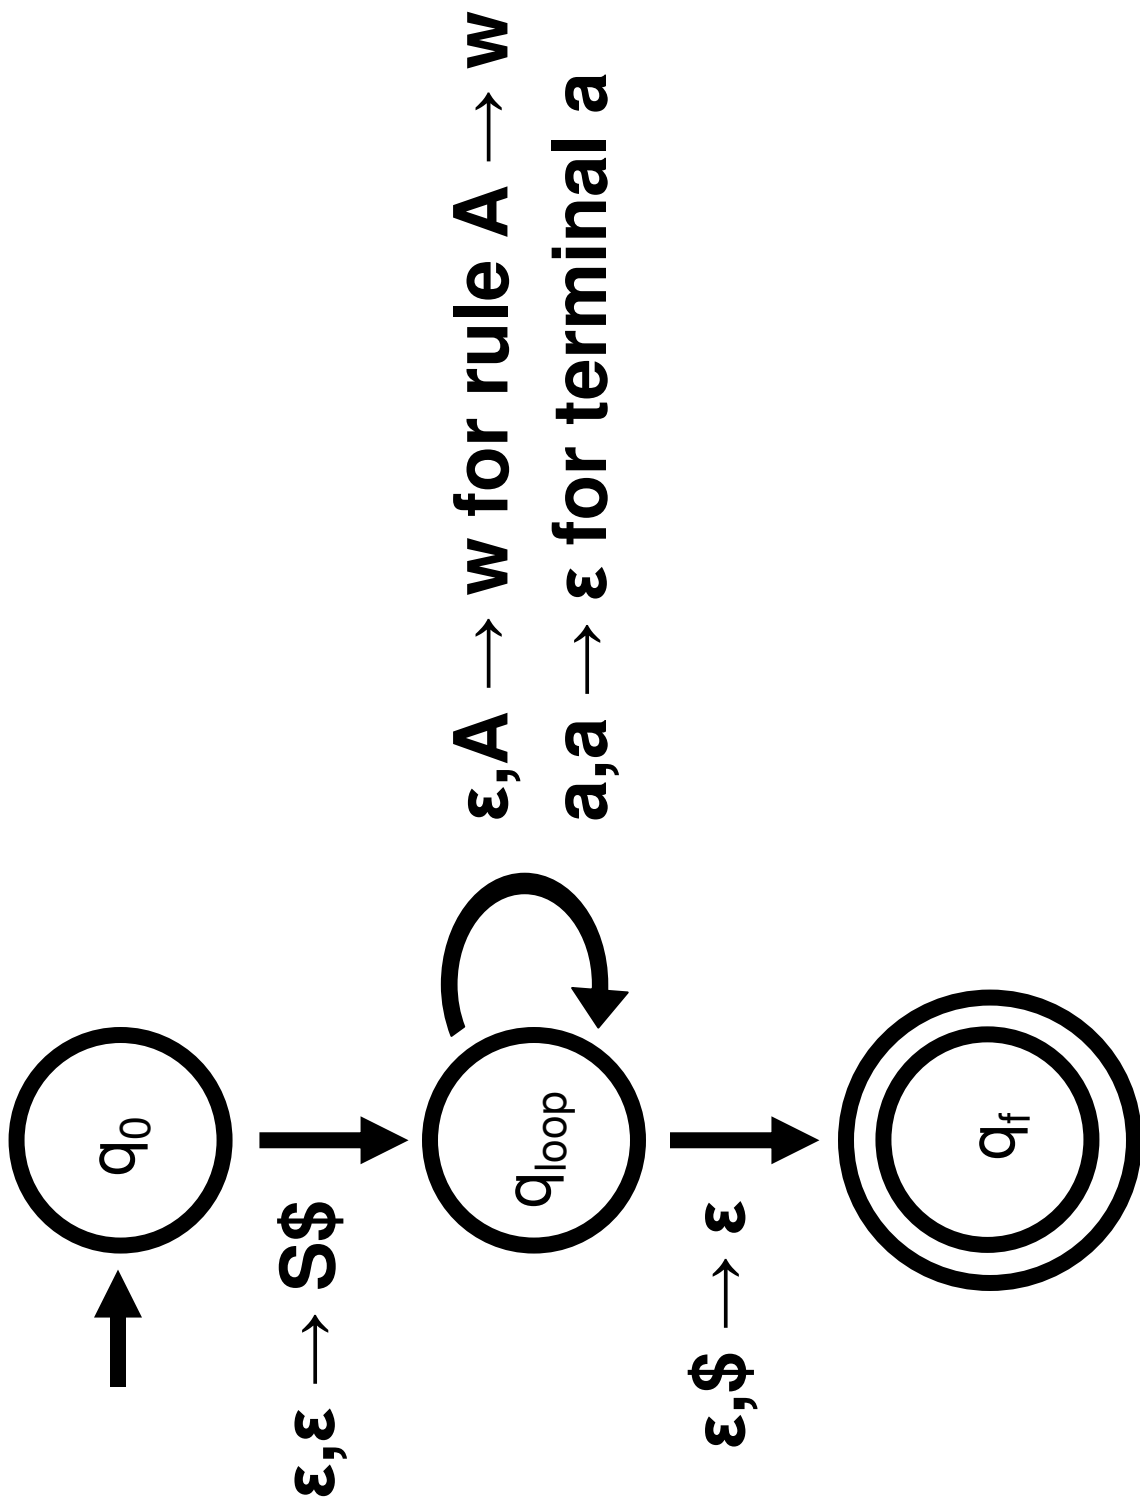 q0
ε,ε → S$
qloop
ε,A → w for rule A → w
a,a → ε for terminal a
ε,$ → ε
qf